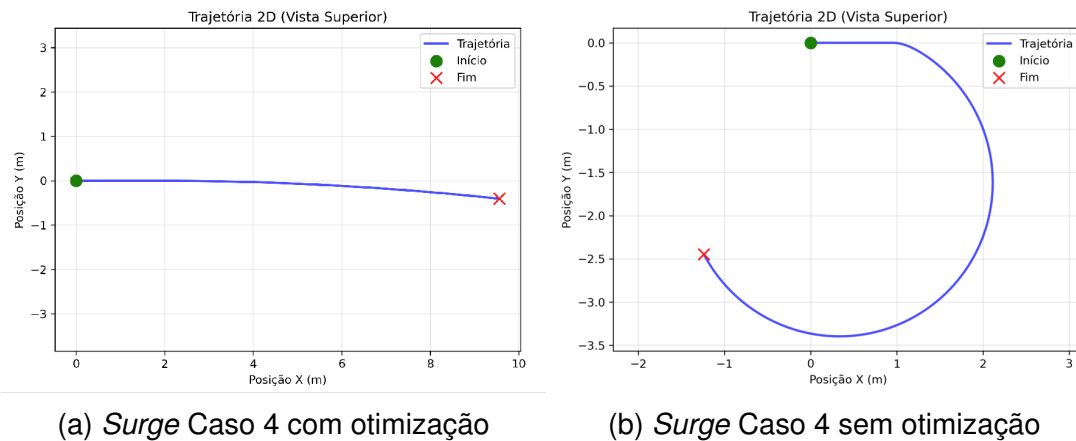 Trajetória 2D (Vista Superior)
Trajetória
Início
Fim
Posição Y (m)
3
2
1
0
−1
−2
−3
0
2
4
6
8
10
Posição X (m)
(a) Surge Caso 4 com otimização
Trajetória 2D (Vista Superior)
Trajetória
Início
Fim
Posição Y (m)
0.0
−0.5
−1.0
−1.5
−2.0
−2.5
−3.0
−3.5
−2
−1
0
1
2
3
Posição X (m)
(b) Surge Caso 4 sem otimização